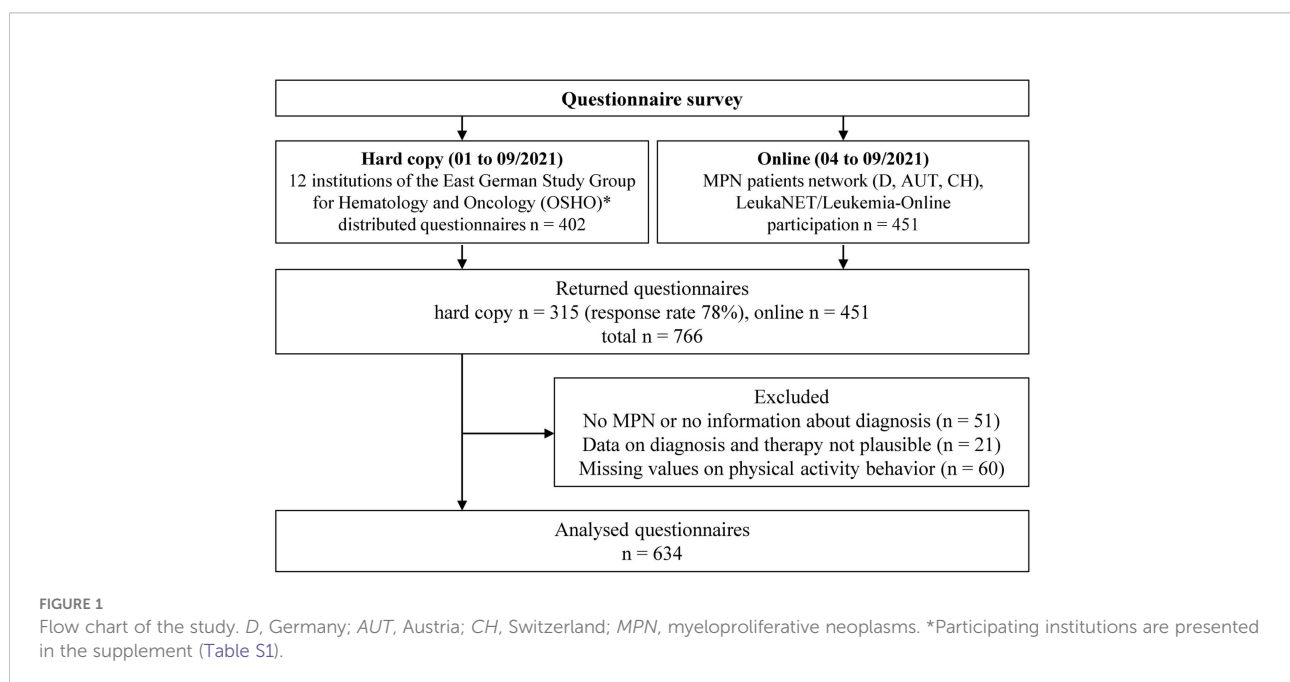 Questionnaire survey
Hard copy (01 to 09/2021)
12 institutions of the East German Study Group
for Hematology and Oncology (OSHO)*
distributed questionnaires n = 402
Online (04 to 09/2021)
MPN patients network (D, AUT, CH),
LeukaNET/Leukemia-Online
participation n = 451
Returned questionnaires
hard copy n = 315 (response rate 78%), online n = 451
total n = 766
Excluded
No MPN or no information about diagnosis (n = 51)
Data on diagnosis and therapy not plausible (n = 21)
Missing values on physical activity behavior (n = 60)
Analysed questionnaires
n = 634
FIGURE 1
Flow chart of the study. D, Germany; AUT, Austria; CH, Switzerland; MPN, myeloproliferative neoplasms. *Participating institutions are presented
in the supplement (Table S1).